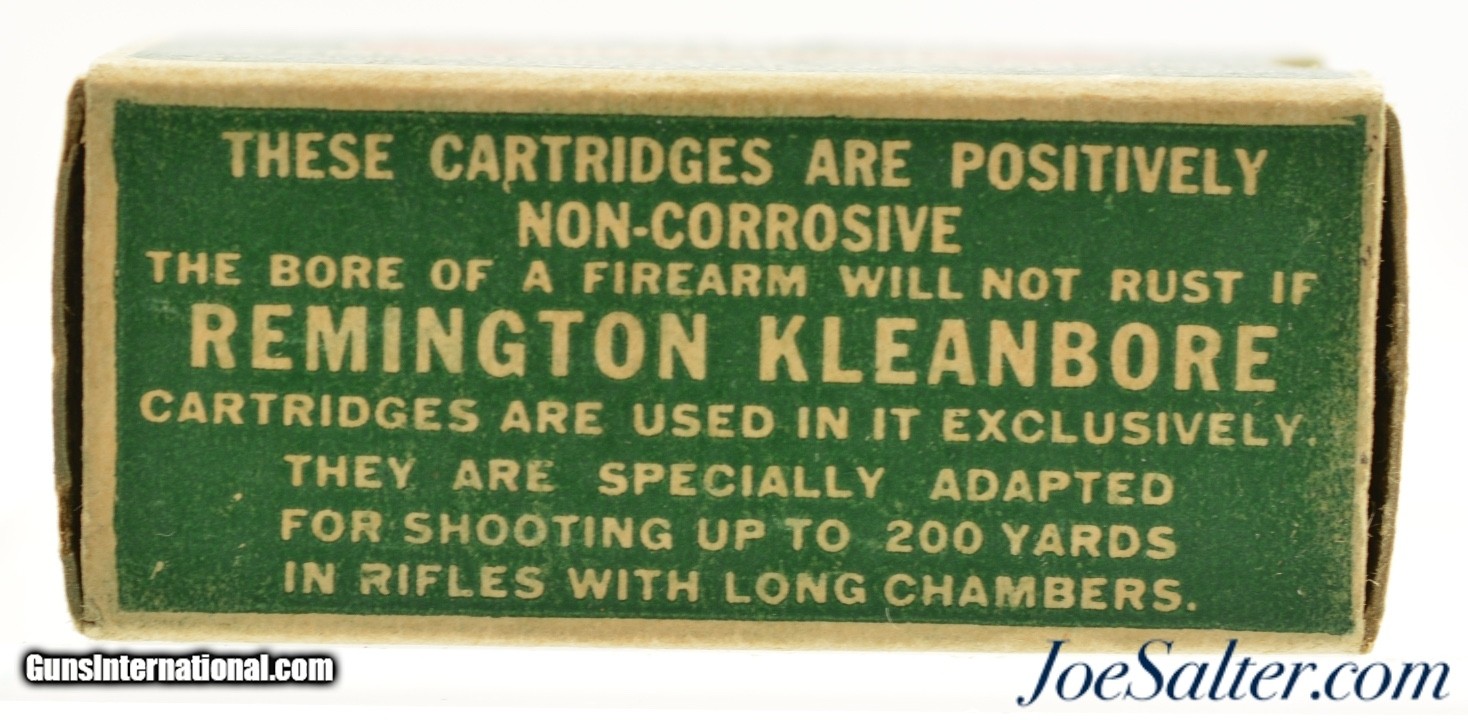 THESE CARTRIDGES ARE POSITIVELY
NON-CORROSIVE
THE BORE OF A FIREARM WILL NOT RUST IF
REMINGTON KLEANBORE
CARTRIDGES ARE USED IN IT EXCLUSIVELY.
THEY ARE SPECIALLY ADAPTED
FOR SHOOTING UP TO 200 YARDS
IN RIFLES WITH LONG CHAMBERS.
GunsInternational.com
JoeSalter.com